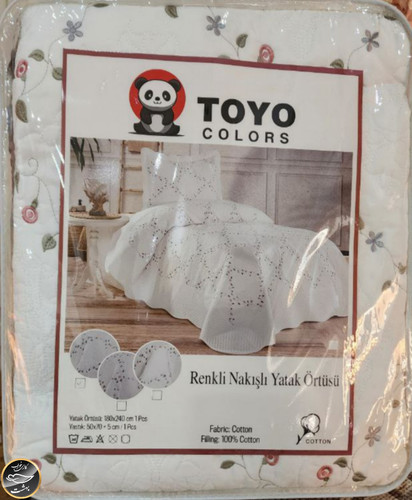 TOYO
COLORS
Renkli Nakışlı Yatak Örtüsü
Yatak Örtüsü: 180x240 cm 1 Pcs
Yastık: 50x70 + 5 cm / 1 Pcs
Fabric: Cotton
Filling: 100% Cotton
COTTON